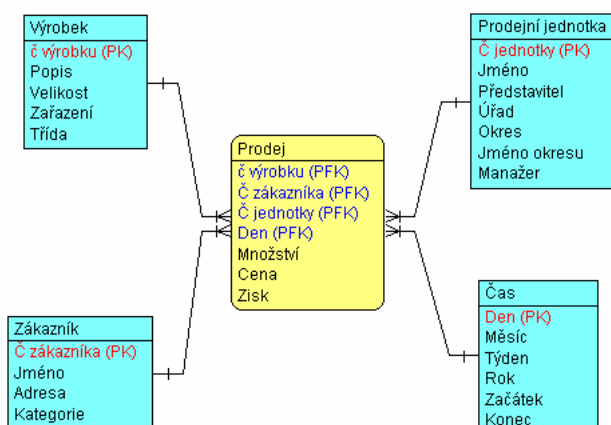 Výrobek
č výrobku (PK)
Popis
Velikost
Zařazení
Třída
Prodejní jednotka
Č jednotky (PK)
Jméno
Představitel
Úřad
Okres
Jméno okresu
Manažer
Prodej
č výrobku (PFK)
Č zákazníka (PFK)
Č jednotky (PFK)
Den (PFK)
Množství
Cena
Zisk
Zákazník
Č zákazníka (PK)
Jméno
Adresa
Kategorie
Čas
Den (PK)
Měsíc
Týden
Rok
Začátek
Konec